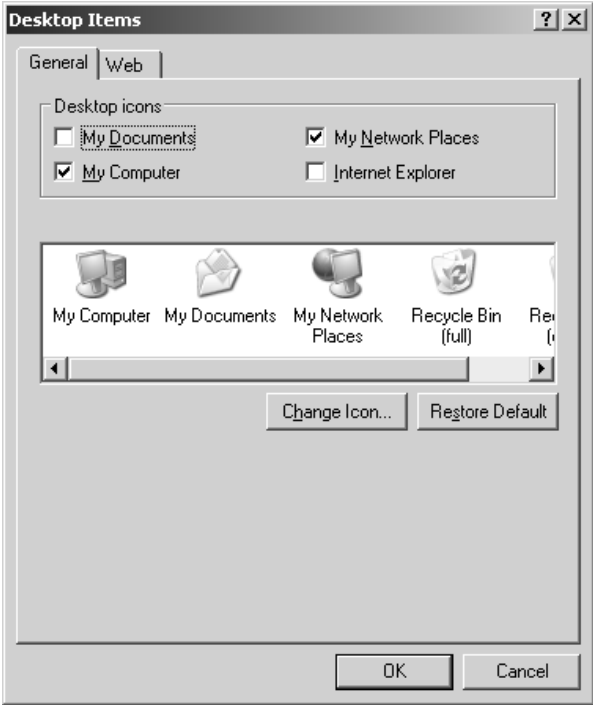 Desktop Items
General Web
Desktop icons
My Documents My Network Places
My Computer Internet Explorer
My Computer My Documents My Network Places Recycle Bin (full)
Change Icon... Restore Default
OK Cancel